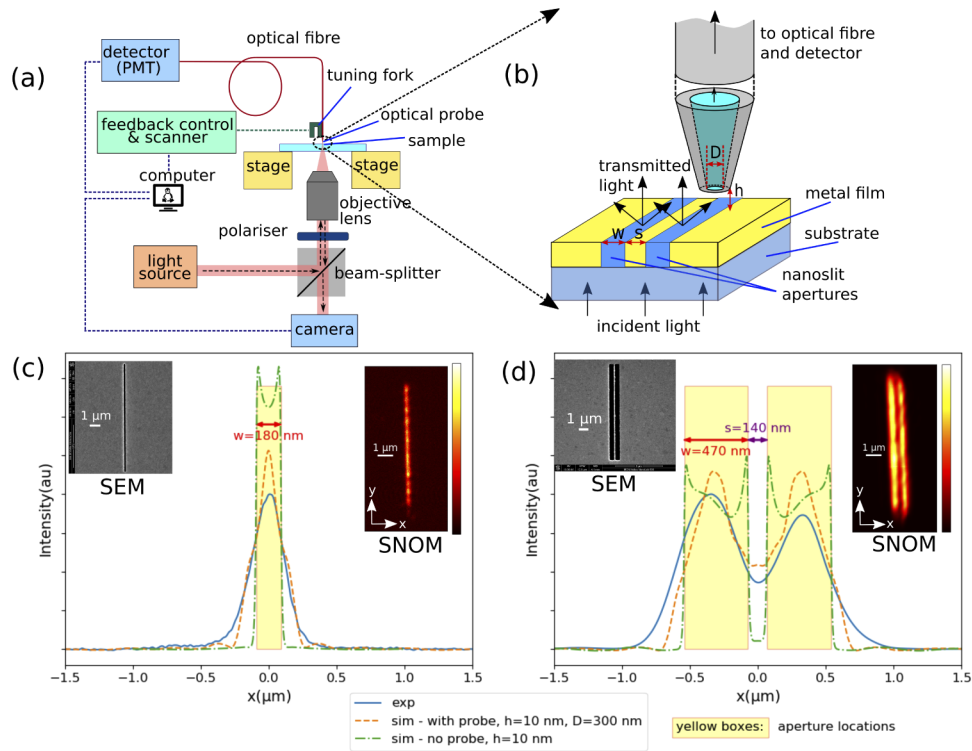 (a)
optical fibre
detector
(PMT)
tuning fork
optical probe
sample
feedback control
& scanner
stage
stage
computer
objective
lens
polariser
light
source
beam-splitter
camera
(b)
to optical fibre
and detector
D
transmitted
light
h
metal film
w
s
substrate
nanoslit
apertures
incident light
(c)
1 μm
SEM
w=180 nm
1 μm
y
x
SNOM
Intensity(au)
−1.5 −1.0 −0.5 0.0 0.5 1.0 1.5
x(μm)
(d)
1 μm
SEM
s=140 nm
w=470 nm
1 μm
y
x
SNOM
Intensity(au)
−1.5 −1.0 −0.5 0.0 0.5 1.0 1.5
x(μm)
exp
sim - with probe, h=10 nm, D=300 nm
sim - no probe, h=10 nm
yellow boxes: aperture locations